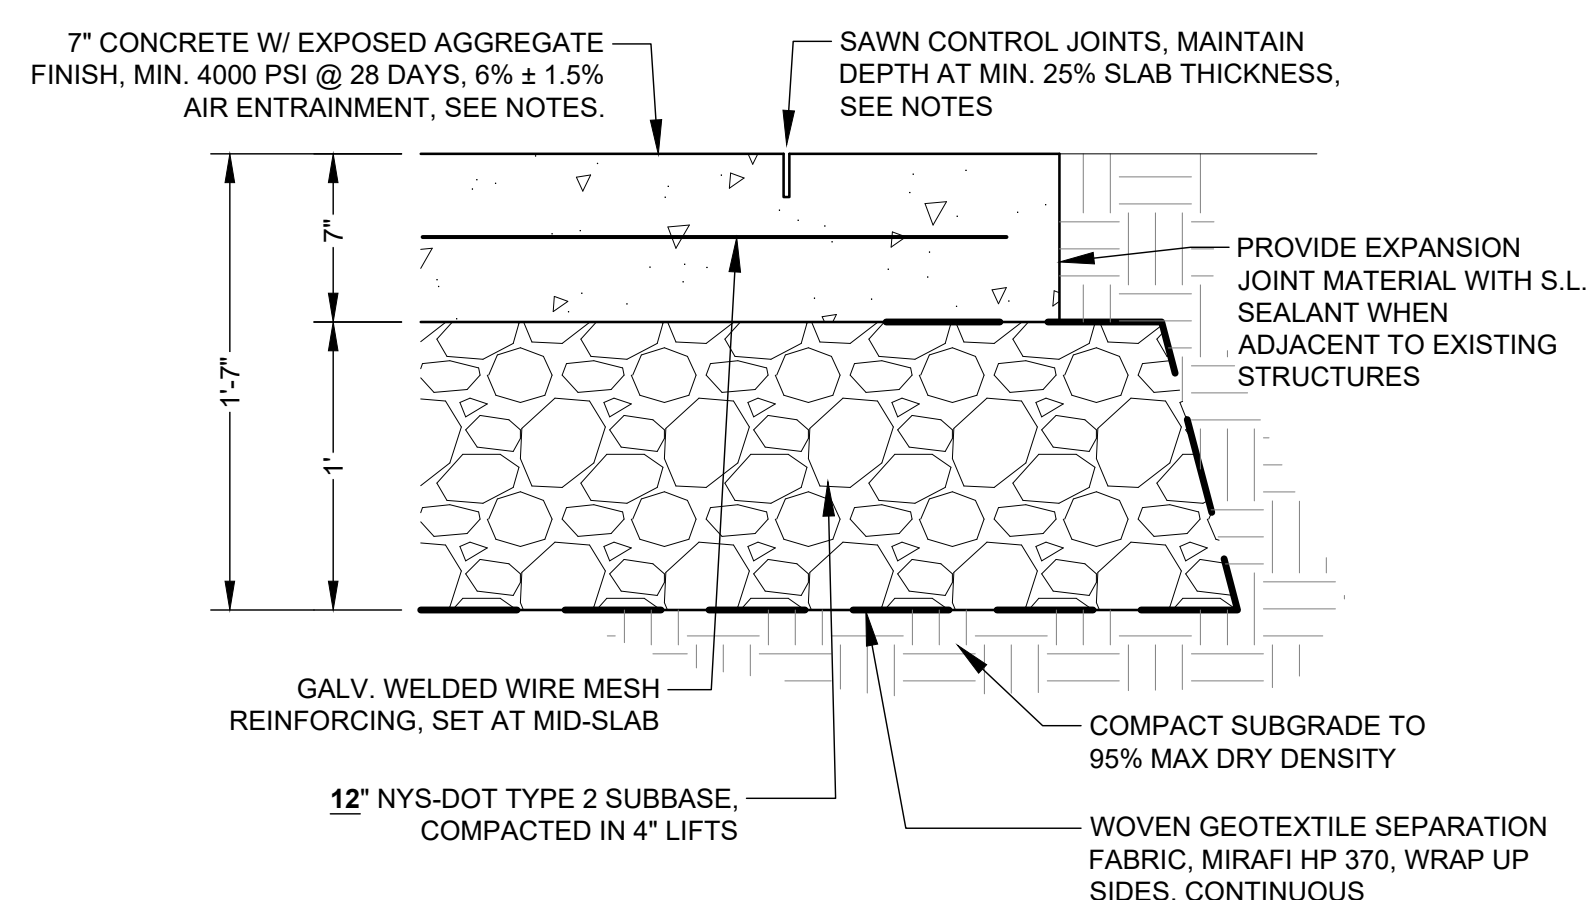 7" CONCRETE W/ EXPOSED AGGREGATE
FINISH, MIN. 4000 PSI @ 28 DAYS, 6% ± 1.5%
AIR ENTRAINMENT, SEE NOTES.
SAWN CONTROL JOINTS, MAINTAIN
DEPTH AT MIN. 25% SLAB THICKNESS,
SEE NOTES
7"
1'-7"
1'
PROVIDE EXPANSION
JOINT MATERIAL WITH S.L.
SEALANT WHEN
ADJACENT TO EXISTING
STRUCTURES
GALV. WELDED WIRE MESH
REINFORCING, SET AT MID-SLAB
12" NYS-DOT TYPE 2 SUBBASE,
COMPACTED IN 4" LIFTS
COMPACT SUBGRADE TO
95% MAX DRY DENSITY
WOVEN GEOTEXTILE SEPARATION
FABRIC, MIRAFI HP 370, WRAP UP
SIDES, CONTINUOUS